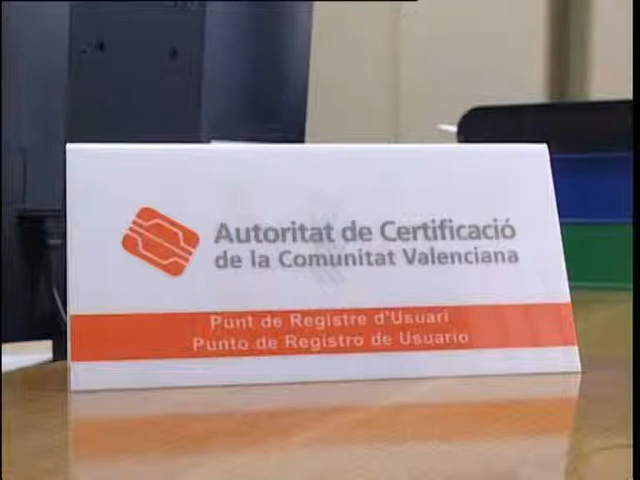 Autoritat de Certificació
de la Comunitat Valenciana
Punt de Registre d'Usuari
Punto de Registro de Usuario